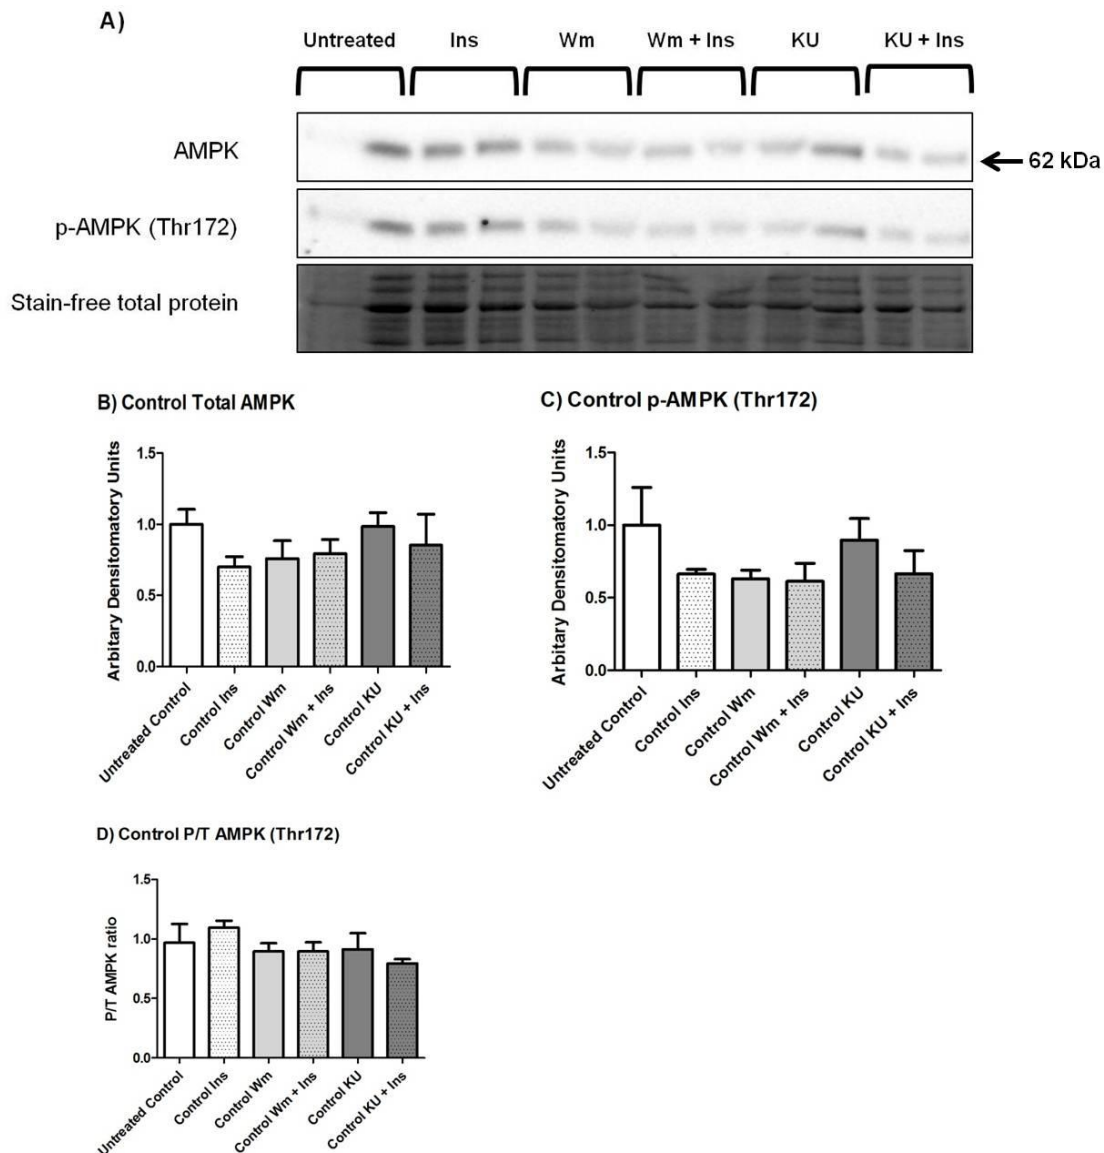 A)
Untreated Ins Wm Wm + Ins KU KU + Ins
AMPK
62 kDa
p-AMPK (Thr172)
Stain-free total protein
B) Control Total AMPK
Arbitary Densitomatory Units
1.5
1.0
0.5
0.0
Untreated Control
Control Ins
Control Wm
Control Wm + Ins
Control KU
Control KU + Ins
C) Control p-AMPK (Thr172)
Arbitary Densitomatory Units
1.5
1.0
0.5
0.0
Untreated Control
Control Ins
Control Wm
Control Wm + Ins
Control KU
Control KU + Ins
D) Control P/T AMPK (Thr172)
P/T AMPK ratio
1.5
1.0
0.5
0.0
Untreated Control
Control Ins
Control Wm
Control Wm + Ins
Control KU
Control KU + Ins